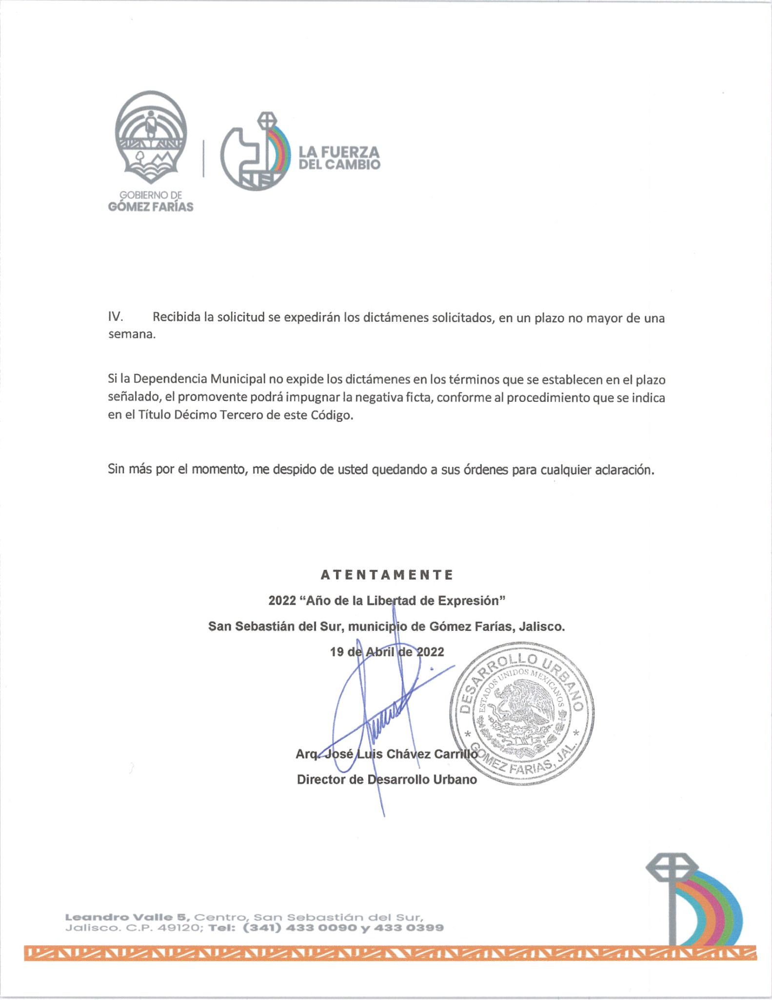 GOBIERNO DE
GÓMEZ FARÍAS
LA FUERZA
DEL CAMBIO
IV. Recibida la solicitud se expedirán los dictámenes solicitados, en un plazo no mayor de una
semana.
Si la Dependencia Municipal no expide los dictámenes en los términos que se establecen en el plazo
señalado, el promovente podrá impugnar la negativa ficta, conforme al procedimiento que se indica
en el Título Décimo Tercero de este Código.
Sin más por el momento, me despido de usted quedando a sus órdenes para cualquier aclaración.
ATENTAMENTE
2022 “Año de la Libertad de Expresión”
San Sebastián del Sur, municipio de Gómez Farías, Jalisco.
19 de Abril de 2022
DESARROLLO URBANO
ESTADOS UNIDOS MEXICANOS
* GOMEZ FARIAS, JAL. *
Arq. José Luis Chávez Carrillo
Director de Desarrollo Urbano
Leandro Valle 5, Centro, San Sebastián del Sur,
Jalisco. C.P. 49120; Tel: (341) 433 0090 y 433 0399